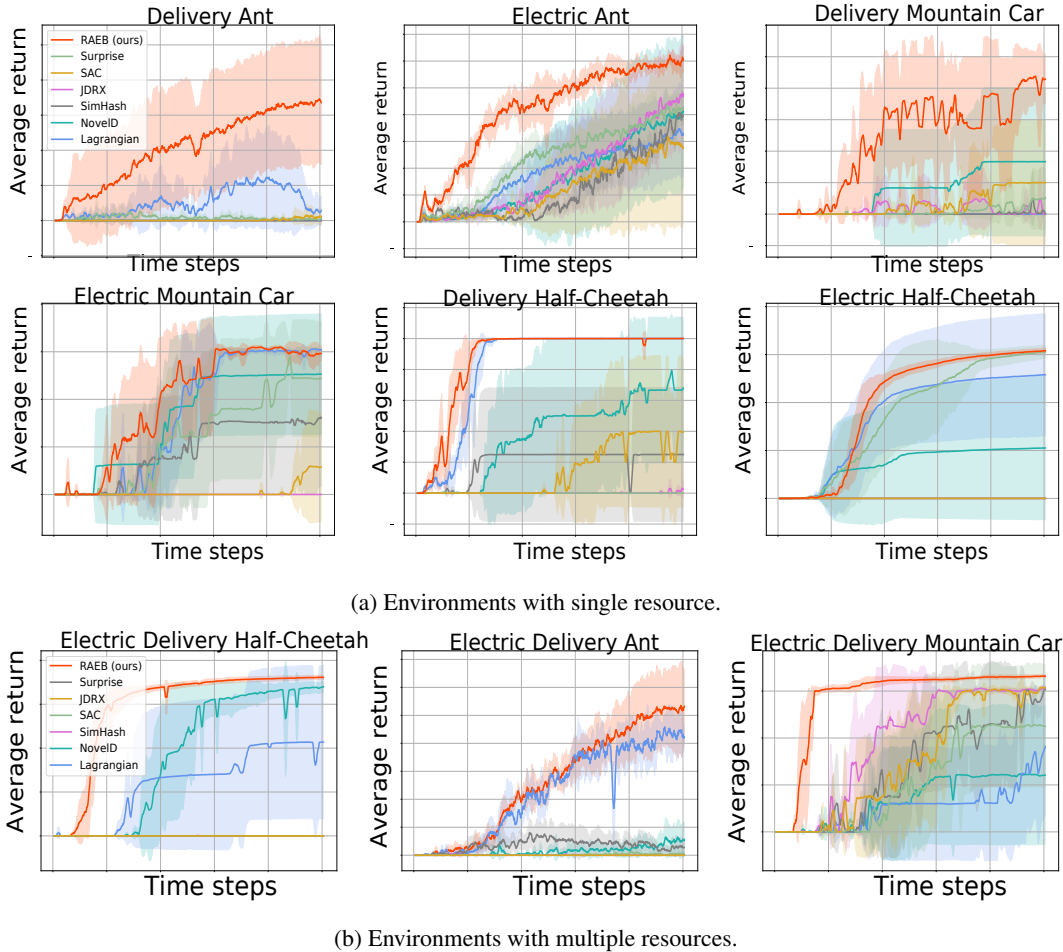 Delivery Ant
Average return
RAEB (ours)
Surprise
SAC
JDRX
SimHash
NovelD
Lagrangian
Time steps
Electric Ant
Average return
Time steps
Delivery Mountain Car
Average return
Time steps
Electric Mountain Car
Average return
Time steps
Delivery Half-Cheetah
Average return
Time steps
Electric Half-Cheetah
Average return
Time steps
(a) Environments with single resource.
Electric Delivery Half-Cheetah
Average return
RAEB (ours)
Surprise
JDRX
SAC
SimHash
NovelD
Lagrangian
Time steps
Electric Delivery Ant
Average return
Time steps
Electric Delivery Mountain Car
Average return
Time steps
(b) Environments with multiple resources.